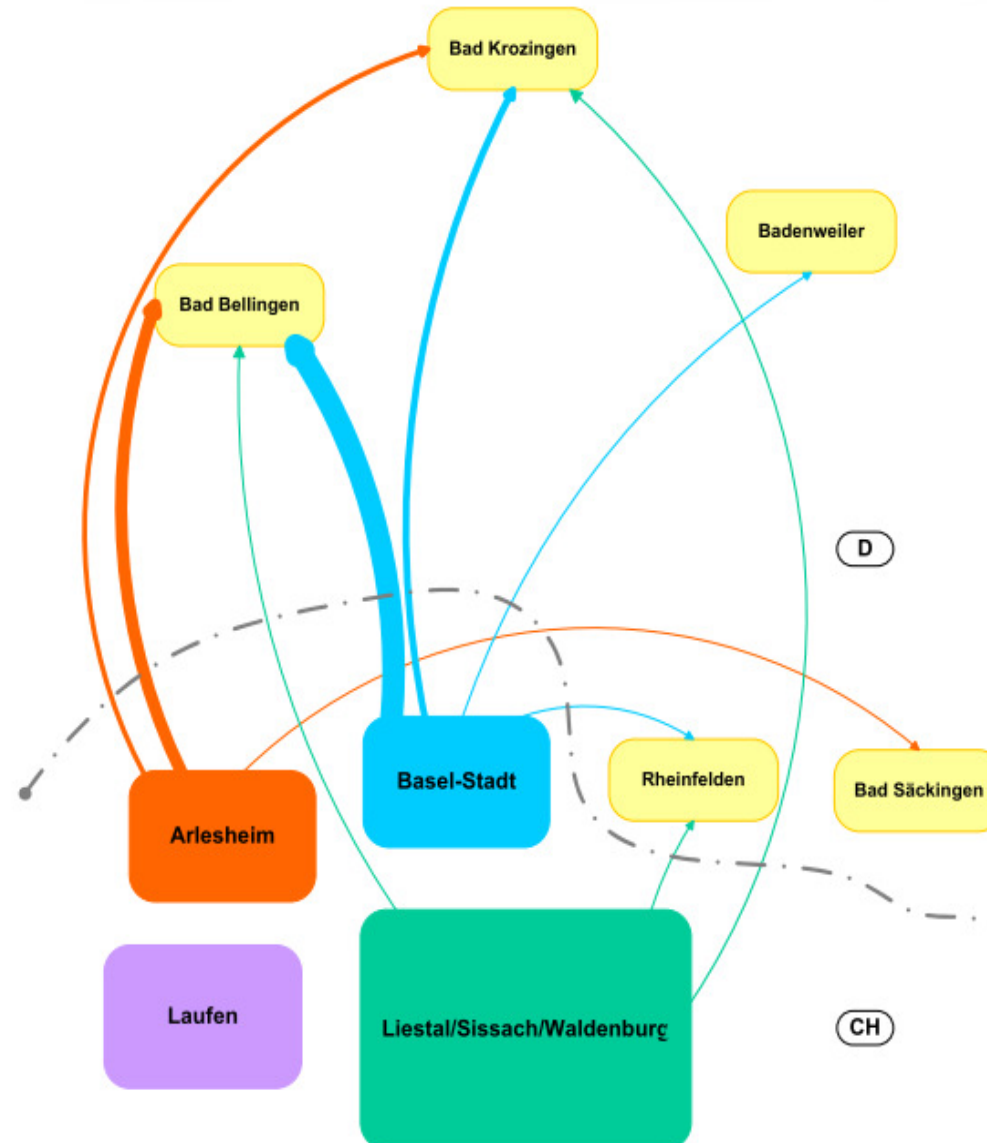 Bad Krozingen
Badenweiler
Bad Bellingen
D
Basel-Stadt
Rheinfelden
Bad Säckingen
Arlesheim
Laufen
Liestal/Sissach/Waldenburg
CH